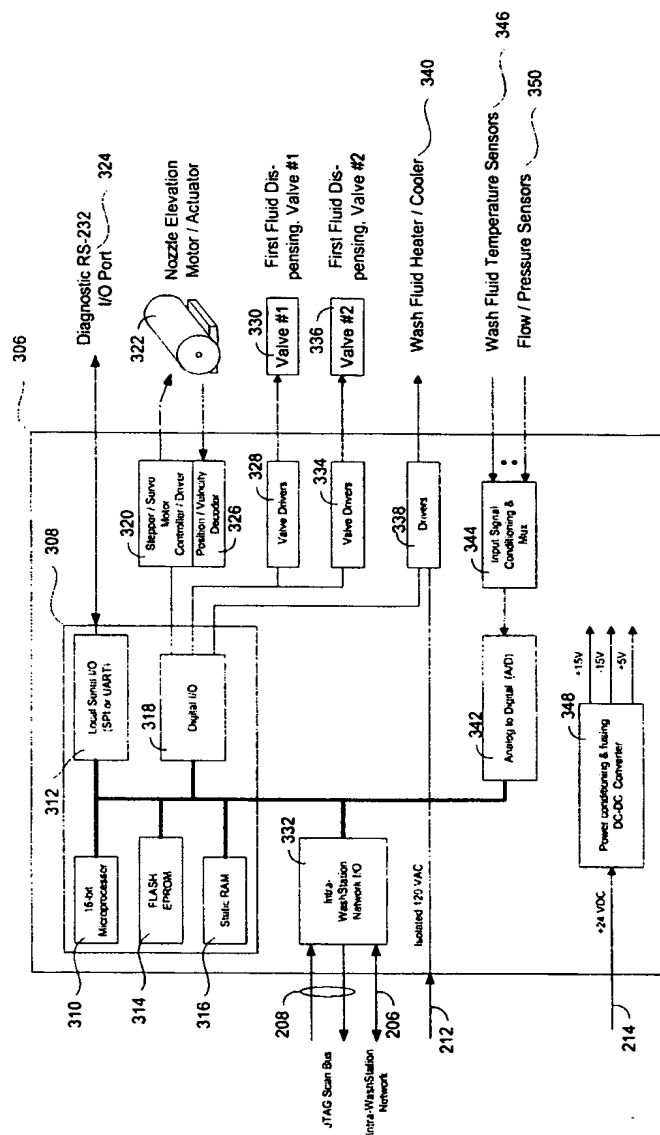 306
308
Diagnostic RS-232
I/O Port
324
312
Local Serial I/O
(SPI or UART)
310
16-bit
Microprocessor
314
FLASH
EPROM
316
Static RAM
318
Digital I/O
320
Stepper / Servo
Motor
Controller / Driver
Position / Velocity
Decoder
326
322
Nozzle Elevation
Motor / Actuator
328
Valve Drivers
330
Valve #1
First Fluid Dis-
pensing, Valve #1
334
Valve Drivers
336
Valve #2
First Fluid Dis-
pensing, Valve #2
338
Drivers
Wash Fluid Heater / Cooler
340
332
Intra-
WashStation
Network I/O
208
JTAG Scan Bus
206
Intra-WashStation
Network
Isolated 120 VAC
212
342
Analog to Digital (A/D)
344
Input Signal
Conditioning &
Mux
Wash Fluid Temperature Sensors
346
Flow / Pressure Sensors
350
214
+24 VDC
348
Power conditioning & fusing
DC-DC Converter
+15V
-15V
+5V